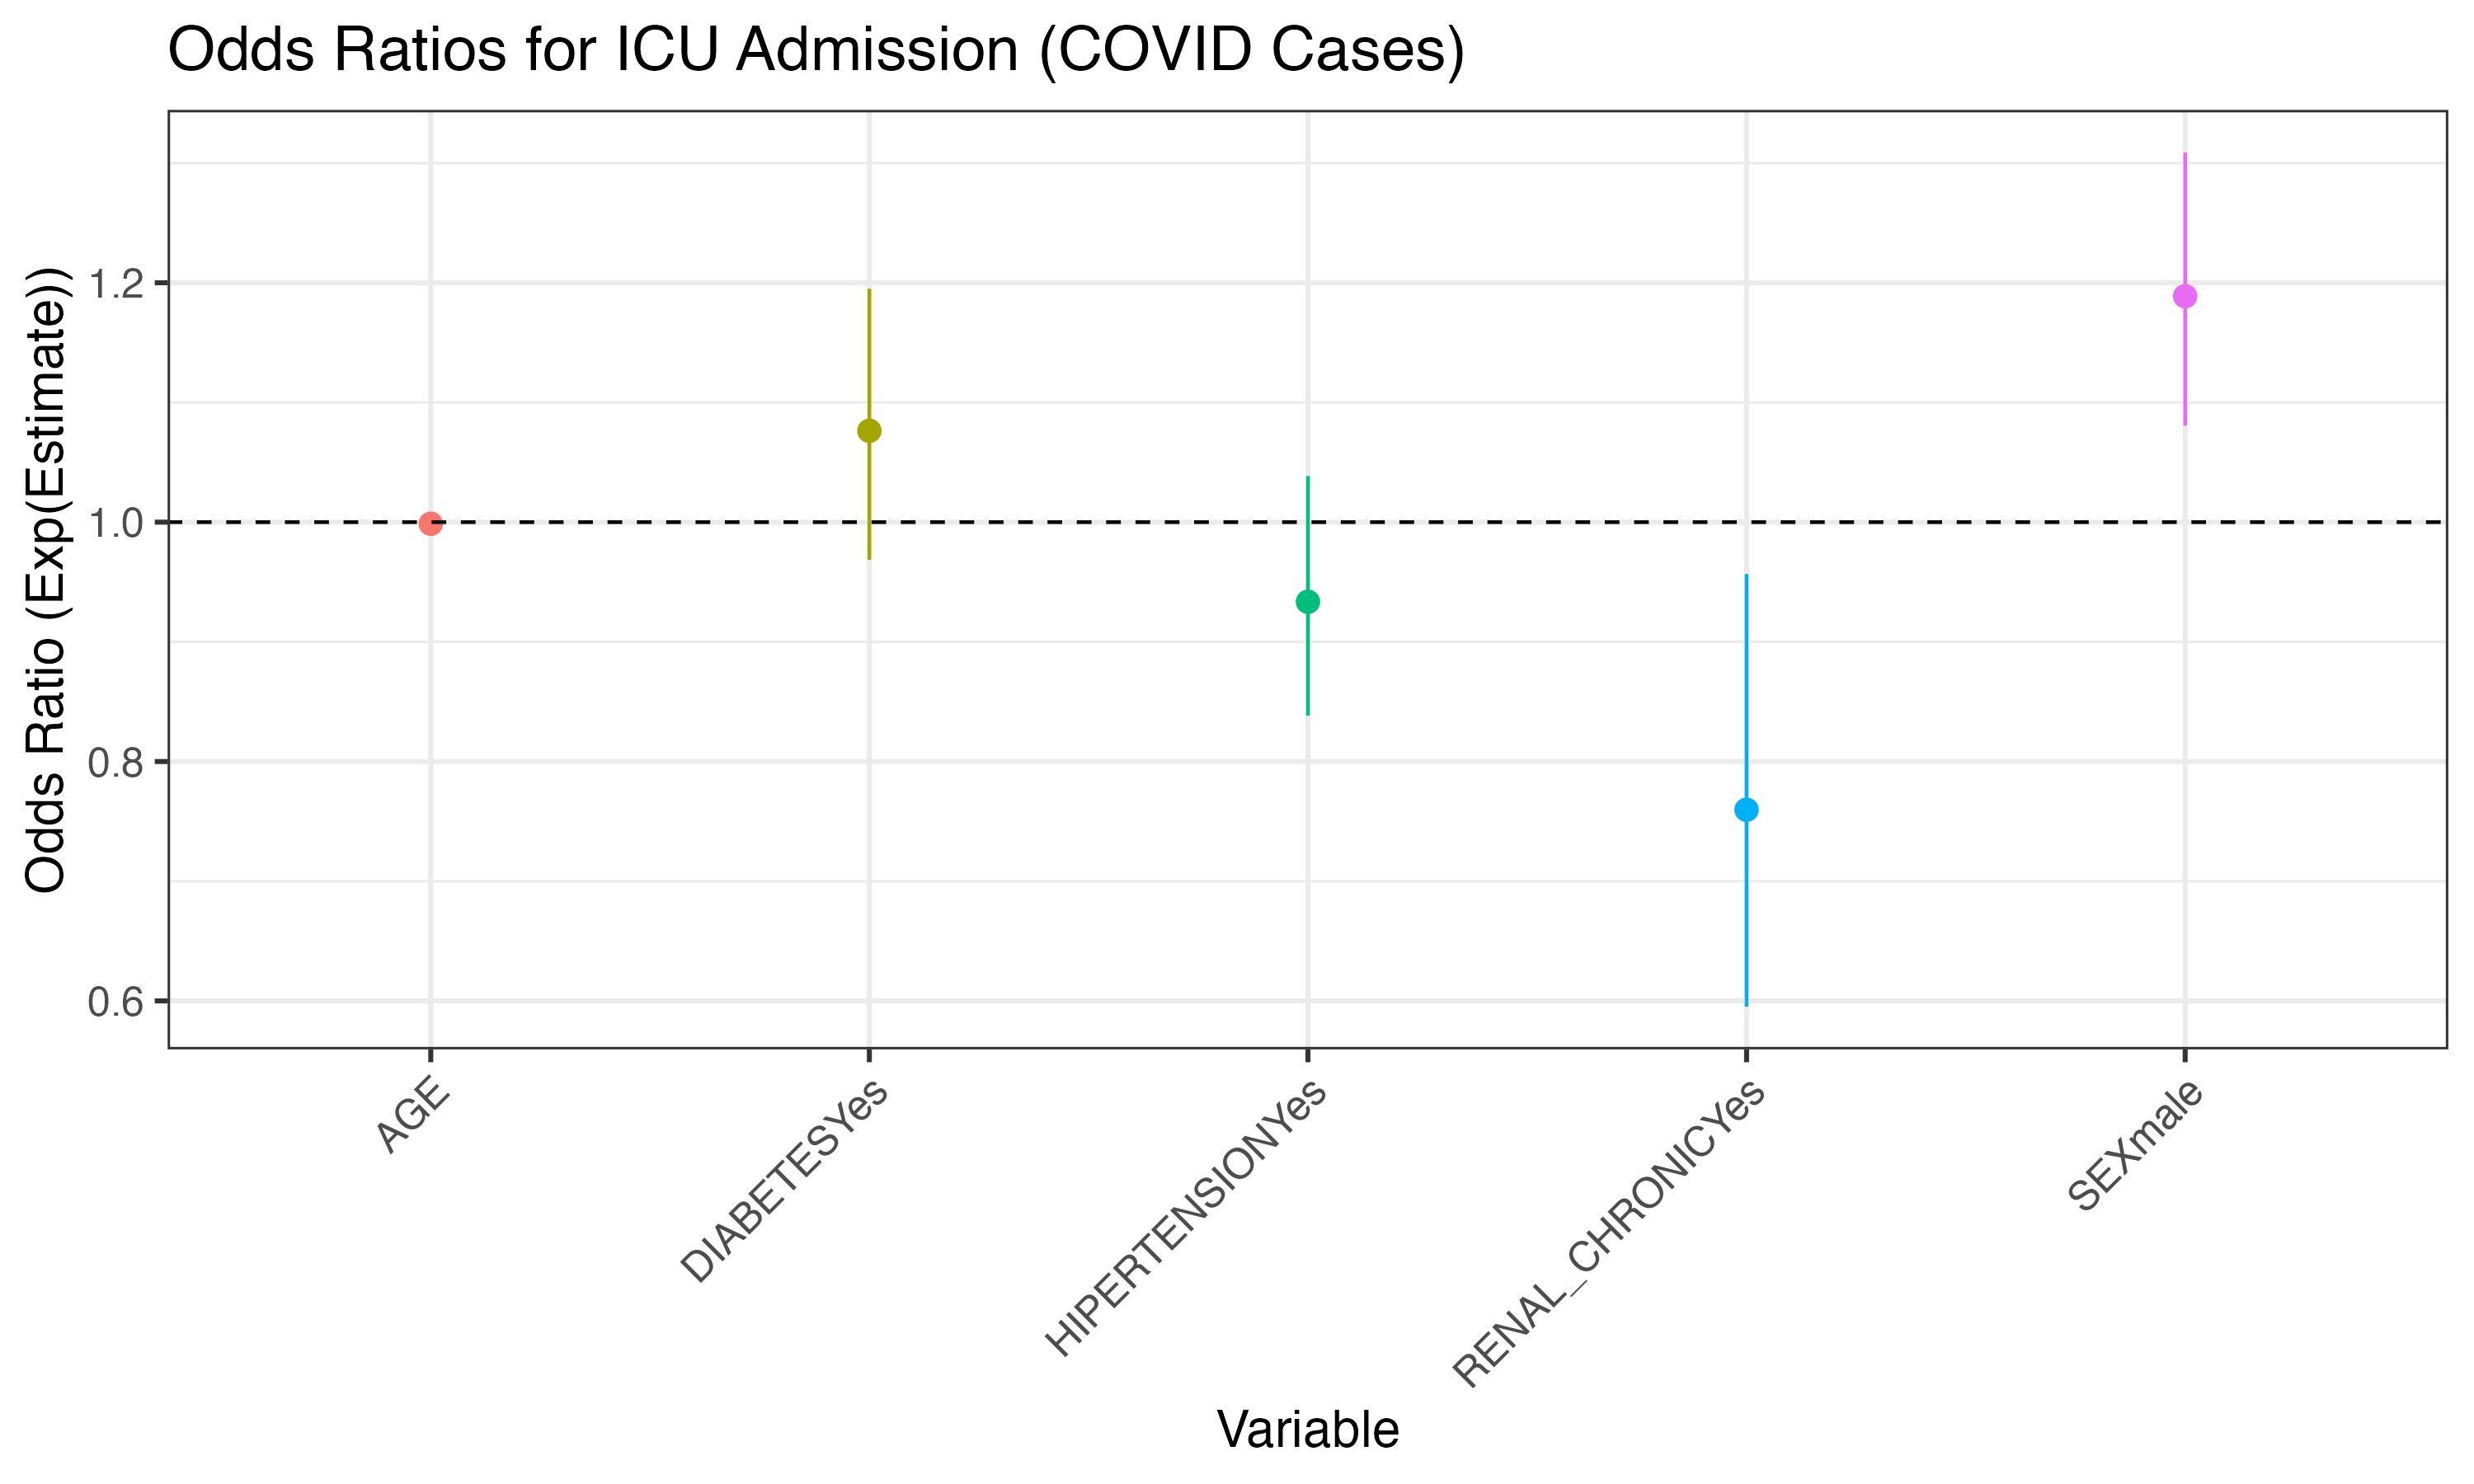 Odds Ratios for ICU Admission (COVID Cases)
Odds Ratio (Exp(Estimate))
1.2
1.0
0.8
0.6
AGE
DIABETESYes
HIPERTENSIONYes
RENAL_CHRONICYes
SEXmale
Variable